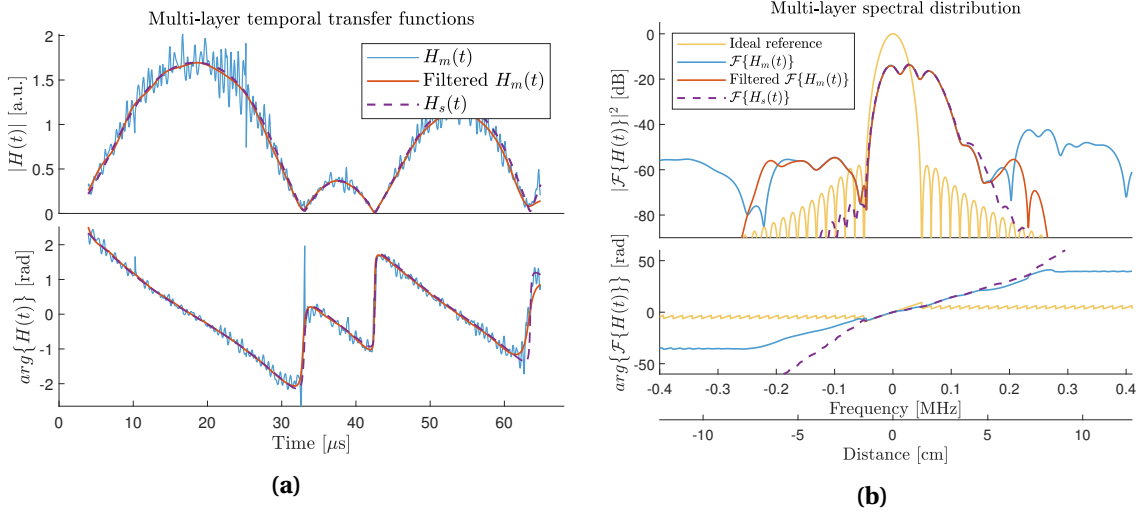 Multi-layer temporal transfer functions
|H(t)| [a.u.]
2
1.5
1
0.5
0
H_m(t)
Filtered H_m(t)
H_s(t)
arg{H(t)} [rad]
2
1
0
-1
-2
0 10 20 30 40 50 60
Time [μs]
(a)
Multi-layer spectral distribution
|ℱ{H(t)}|² [dB]
0
-20
-40
-60
-80
Ideal reference
ℱ{H_m(t)}
Filtered ℱ{H_m(t)}
ℱ{H_s(t)}
arg{ℱ{H(t)}} [rad]
50
0
-50
-0.4 -0.3 -0.2 -0.1 0 0.1 0.2 0.3 0.4
Frequency [MHz]
-10 -5 0 5 10
Distance [cm]
(b)